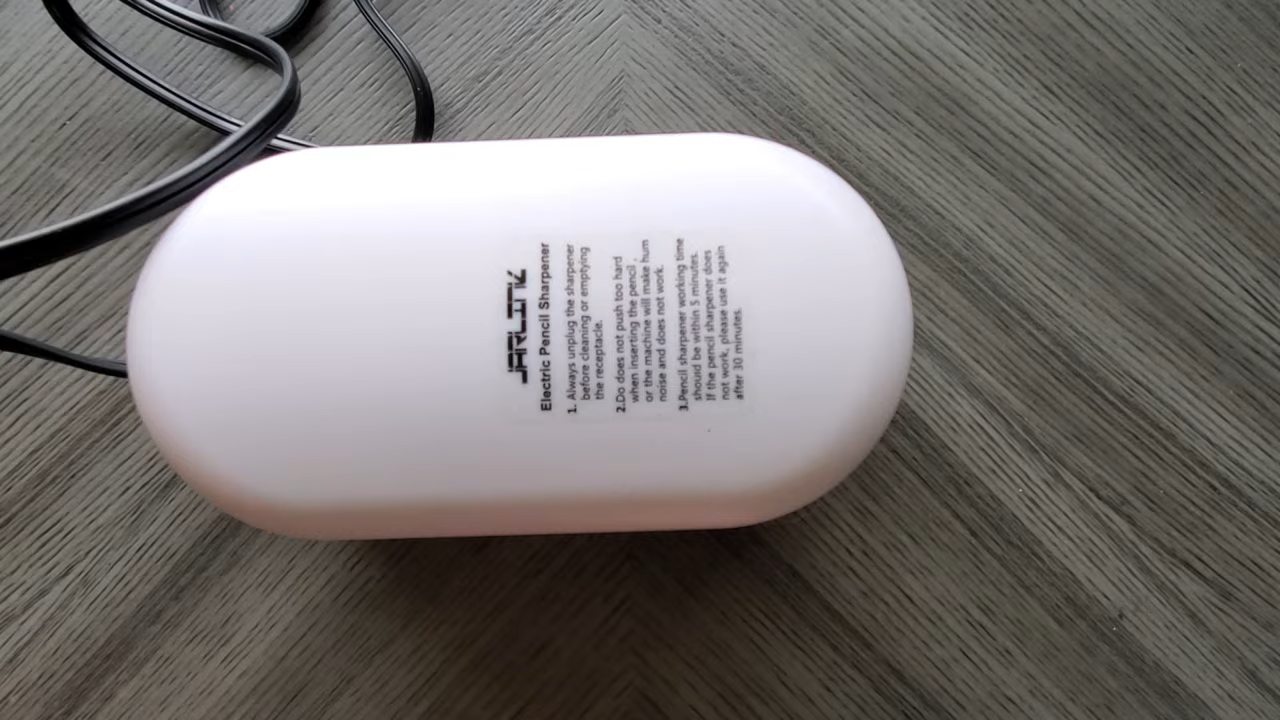 JARLINK
Electric Pencil Sharpener
1. Always unplug the sharpener
before cleaning or emptying
the receptacle.
2.Do does not push too hard
when inserting the pencil ,
or the machine will make hum
noise and does not work.
3.Pencil sharpener working time
should be within 5 minutes.
If the pencil sharpener does
not work, please use it again
after 30 minutes.